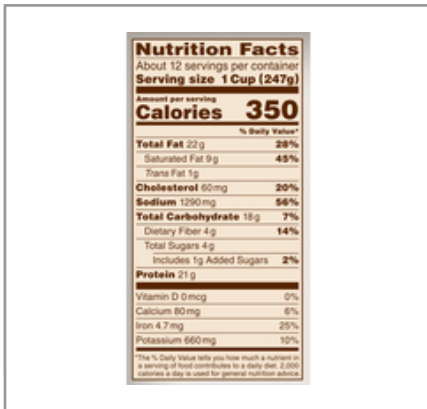 Nutrition Facts
About 12 servings per container
Serving size 1 Cup (247g)
Amount per serving
Calories 350
% Daily Value*
Total Fat 22g 28%
Saturated Fat 9g 45%
Trans Fat 1g
Cholesterol 60mg 20%
Sodium 1290mg 56%
Total Carbohydrate 18g 7%
Dietary Fiber 4g 14%
Total Sugars 4g
Includes 1g Added Sugars 2%
Protein 21g
Vitamin D 0mcg 0%
Calcium 80mg 6%
Iron 4.7mg 25%
Potassium 660mg 10%
*The % Daily Value tells you how much a nutrient in
a serving of food contributes to a daily diet. 2,000
calories a day is used for general nutrition advice.